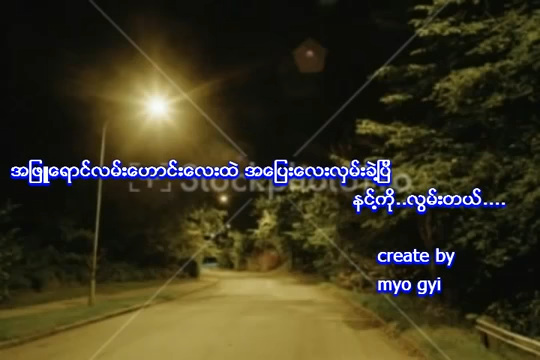 အဖြူရောင်လမ်းဟောင်းလေးထဲ အပြေးလေးလှမ်းခဲ့ပြီ
နင့်ကို..လွမ်းတယ်....
create by
myo gyi